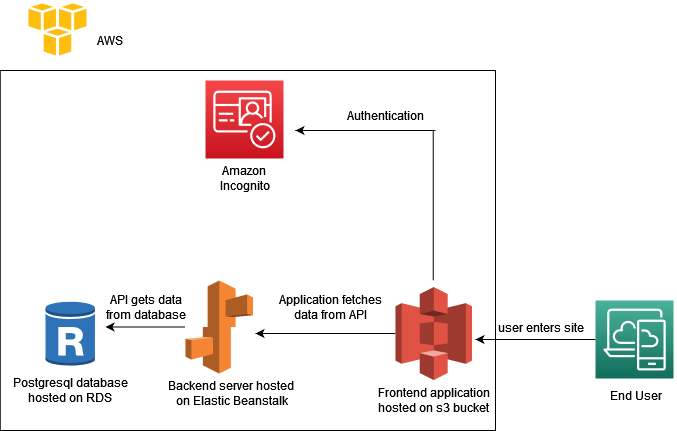 AWS
Authentication
Amazon
Incognito
API gets data
from database
Application fetches
data from API
user enters site
R
Postgresql database
hosted on RDS
Backend server hosted
on Elastic Beanstalk
Frontend application
hosted on s3 bucket
End User